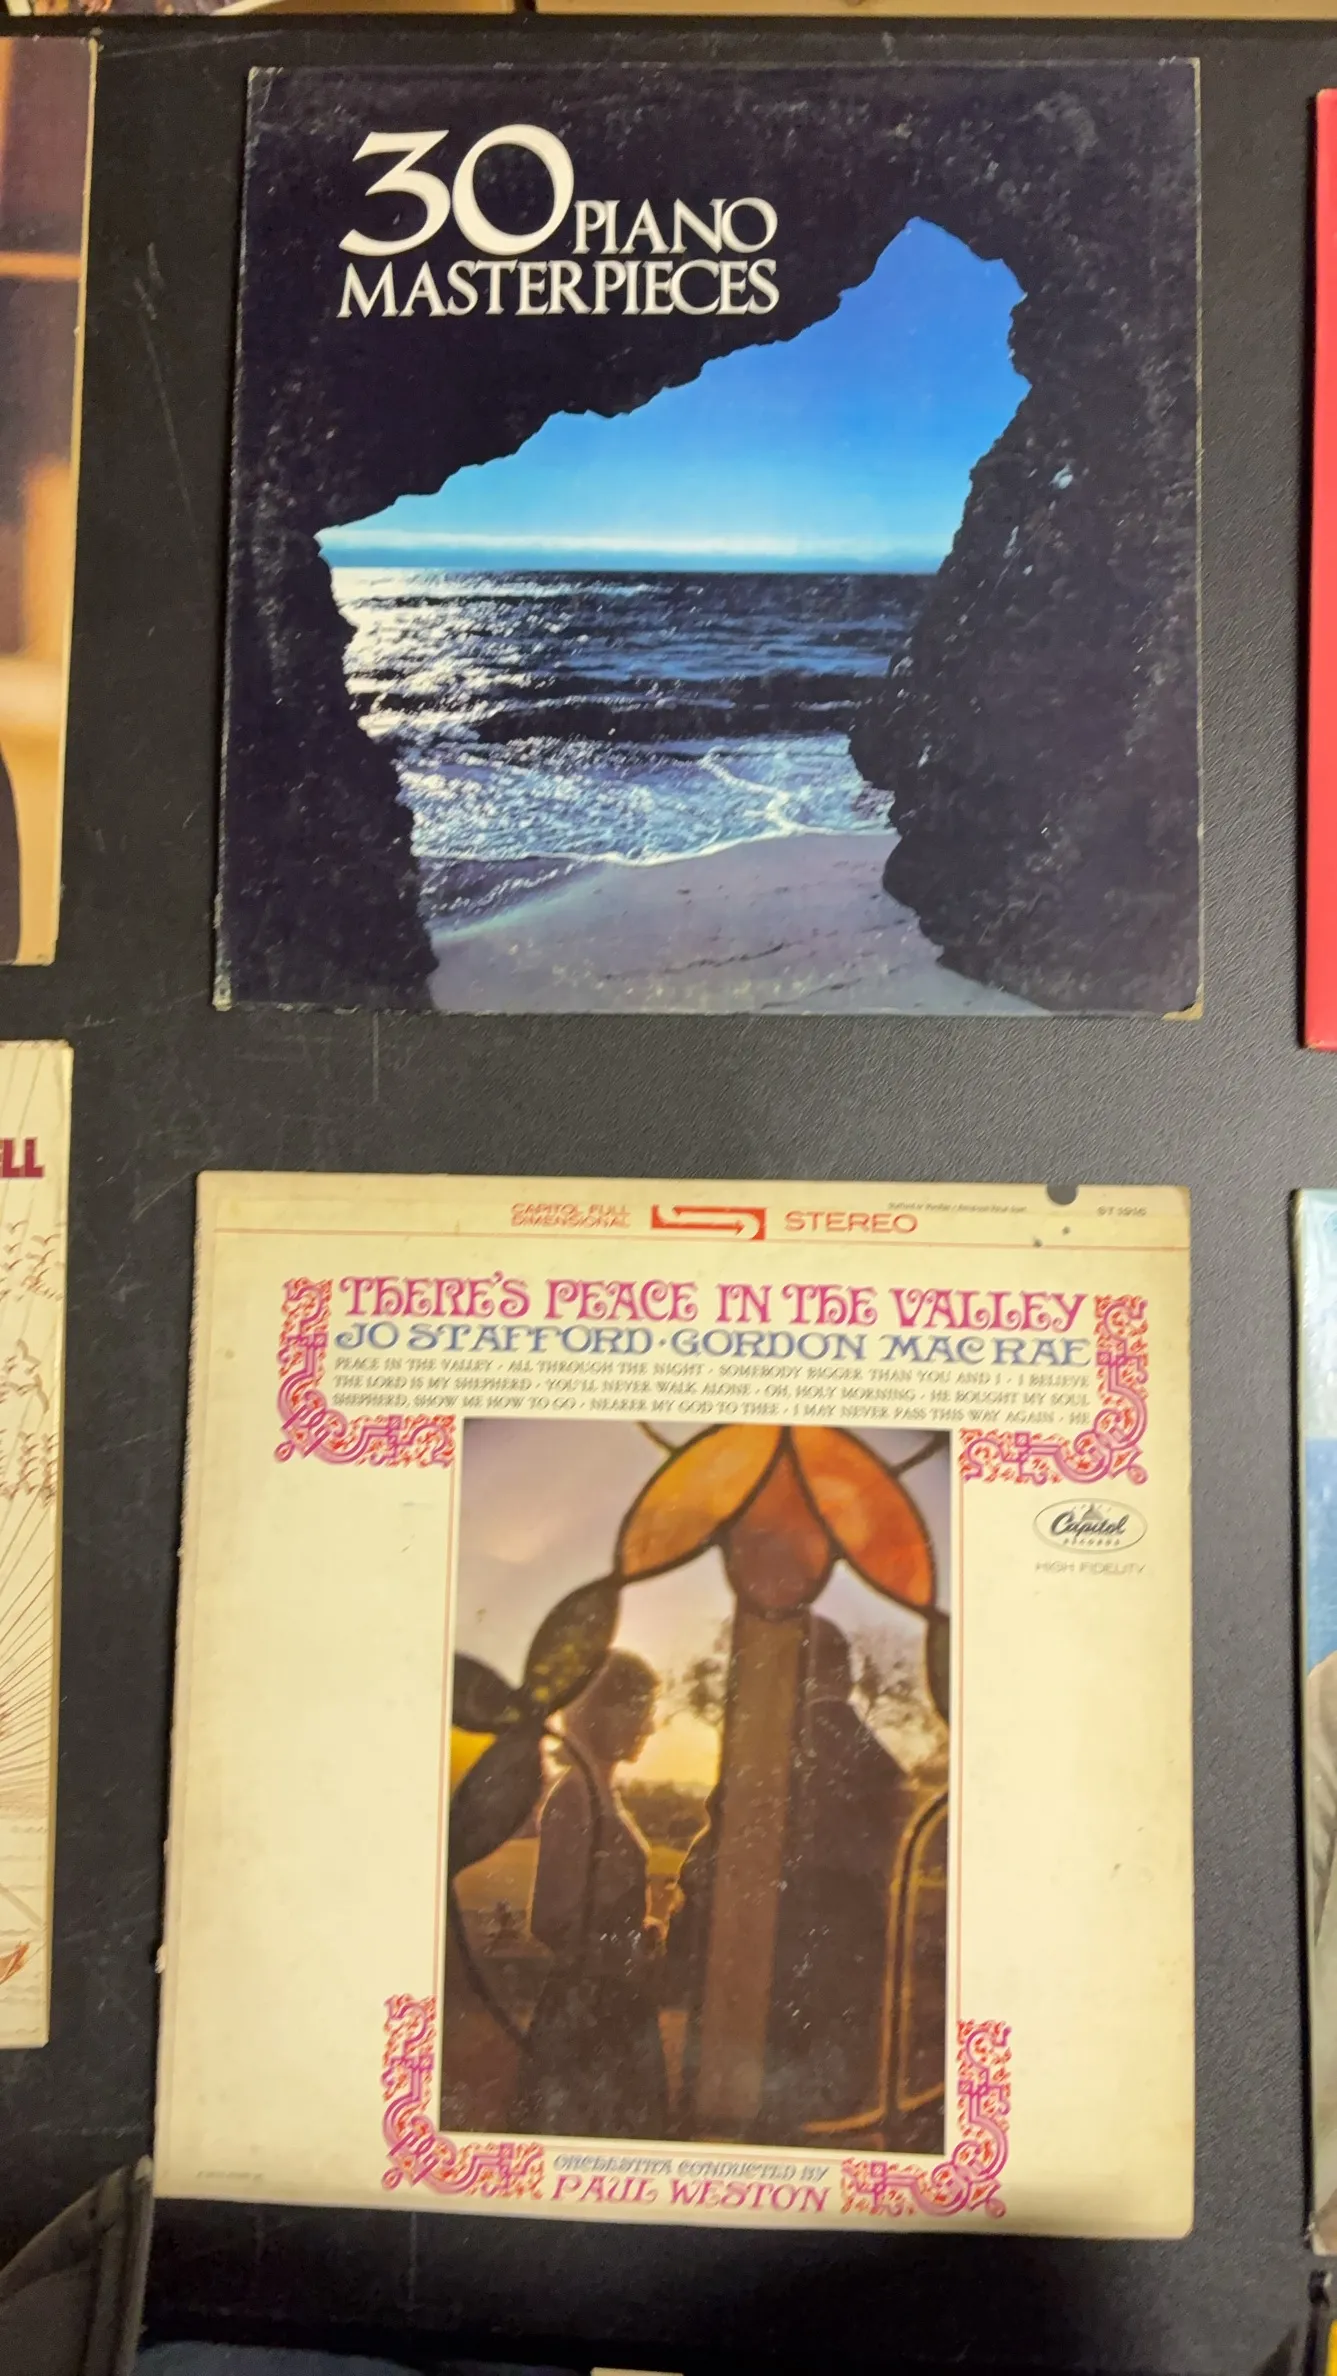 30 PIANO
MASTERPIECES
LL
CAPITOL FULL
DIMENSIONAL
STEREO
THERE'S PEACE IN THE VALLEY
JO STAFFORD · GORDON MAC RAE
PEACE IN THE VALLEY · ALL THROUGH THE NIGHT · SOMEBODY BIGGER THAN YOU AND I · I BELIEVE
THE LORD IS MY SHEPHERD · YOU'LL NEVER WALK ALONE · OH, HOLY MORNING · HE BOUGHT MY SOUL
SHEPHERD, SHOW ME HOW TO GO · NEARER MY GOD TO THEE · I MAY NEVER PASS THIS WAY AGAIN · HE
Capitol
RECORDS
HIGH FIDELITY
ORCHESTRA CONDUCTED BY
PAUL WESTON